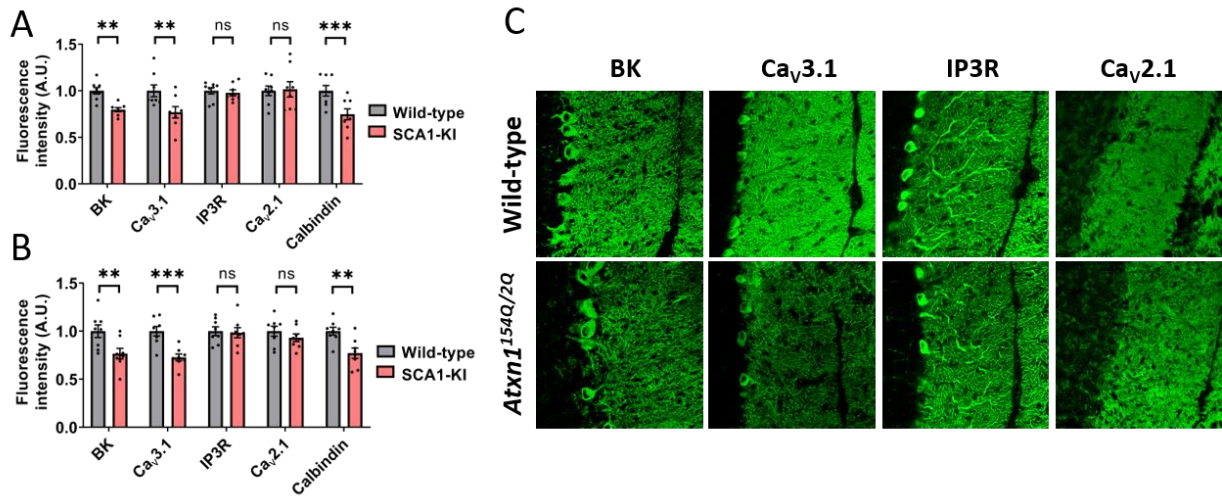 A
** ** ns ns ***
Fluorescence
intensity (A.U.)
1.5
1.0
0.5
0.0
Wild-type
SCA1-KI
BK
CaV3.1
IP3R
CaV2.1
Calbindin
B
** *** ns ns **
Fluorescence
intensity (A.U.)
1.5
1.0
0.5
0.0
Wild-type
SCA1-KI
BK
CaV3.1
IP3R
CaV2.1
Calbindin
C
BK CaV3.1 IP3R CaV2.1
Wild-type
Atxn1154Q/2Q